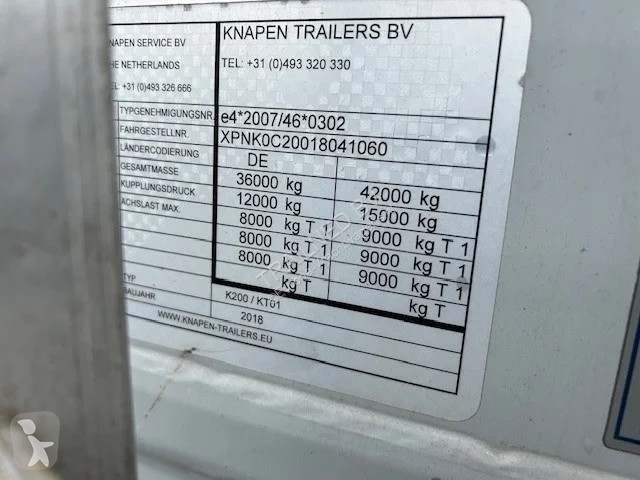 KNAPEN SERVICE BV
KNAPEN TRAILERS BV
HE NETHERLANDS
TEL: +31 (0)493 320 330
EL: +31 (0)493 326 666
TYPGENEHMIGUNGSNR. e4*2007/46*0302
FAHRGESTELLNR. XPNK0C20018041060
LÄNDERCODIERUNG DE
GESAMTMASSE 36000 kg 42000 kg
KUPPLUNGSDRUCK 12000 kg 15000 kg
ACHSLAST MAX. 8000 kg T 1 9000 kg T 1
8000 kg T 1 9000 kg T 1
8000 kg T 1 9000 kg T 1
kg T kg T
TYP K200 / KT01
BAUJAHR 2018
WWW.KNAPEN-TRAILERS.EU